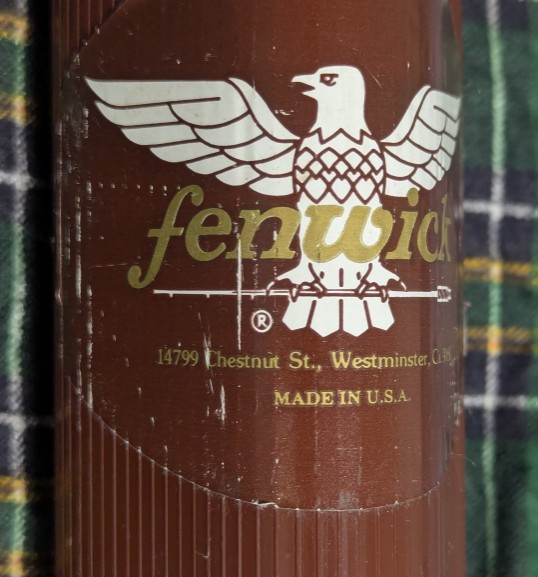 fenwick
®
14799 Chestnut St., Westminster,
MADE IN U.S.A.